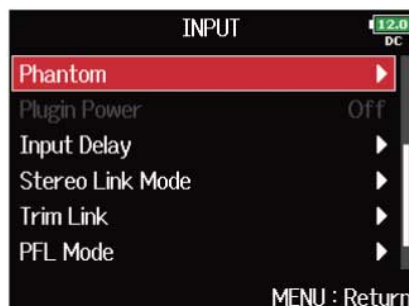 INPUT
12.0
DC
Phantom
Plugin Power Off
Input Delay
Stereo Link Mode
Trim Link
PFL Mode
MENU : Return